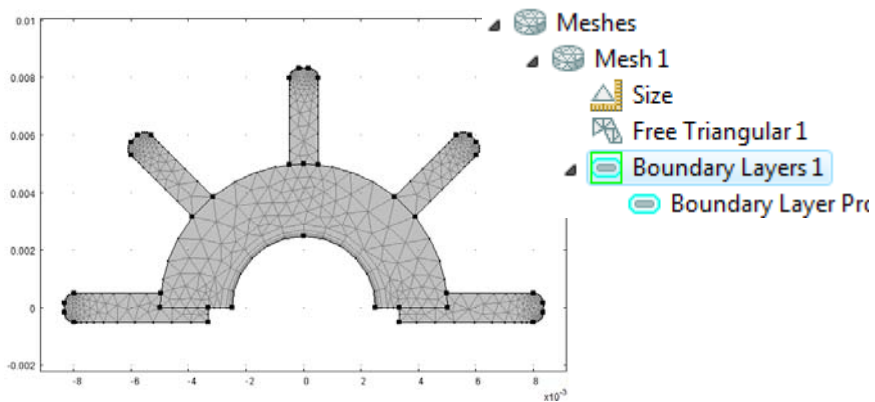 0.01
0.008
0.006
0.004
0.002
0
-0.002
-8 -6 -4 -2 0 2 4 6 8
x10⁻³
Meshes
Mesh 1
Size
Free Triangular 1
Boundary Layers 1
Boundary Layer Pro